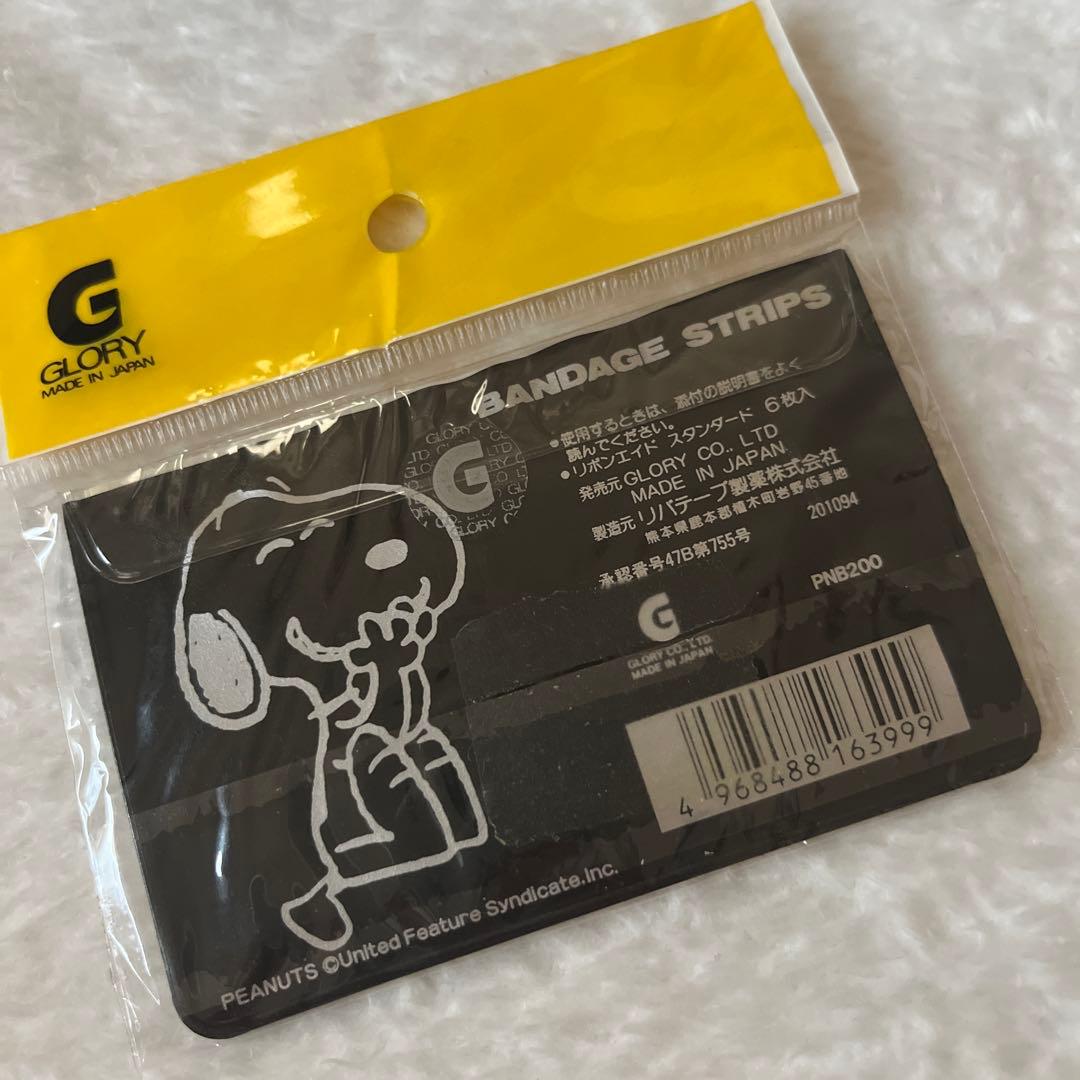 G
GLORY
MADE IN JAPAN
BANDAGE STRIPS
●使用するときは、添付の説明書をよく
読んでください。
●リボンエイド スタンダード 6枚入
発売元 GLORY CO., LTD
MADE IN JAPAN
製造元 リバテープ製薬株式会社
熊本県鹿本郡植木町岩野45番地
承認番号47B第755号
201094
PNB200
G
G
GLORY CO., LTD.
MADE IN JAPAN
4 968488 163999
PEANUTS ©United Feature Syndicate.Inc.